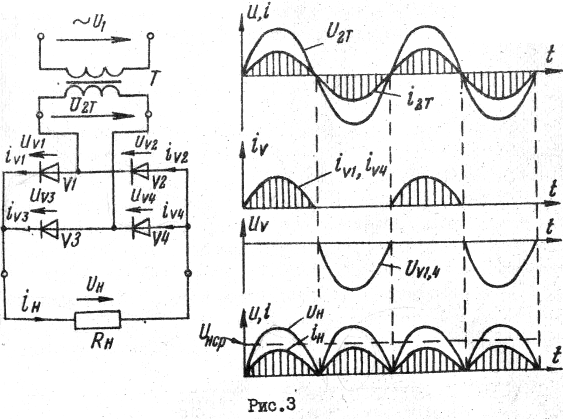 ~U₁
T
U₂T
Uv1
Uv2
iv1
iv2
V1
V2
Uv3
Uv4
iv3
iv4
V3
V4
Uн
iн
Rн
U,i
U₂T
t
i₂T
iv
iv1, iv4
t
Uv
t
Uv1,4
U,i
Uн
iн
Uнср
t
Рис.3